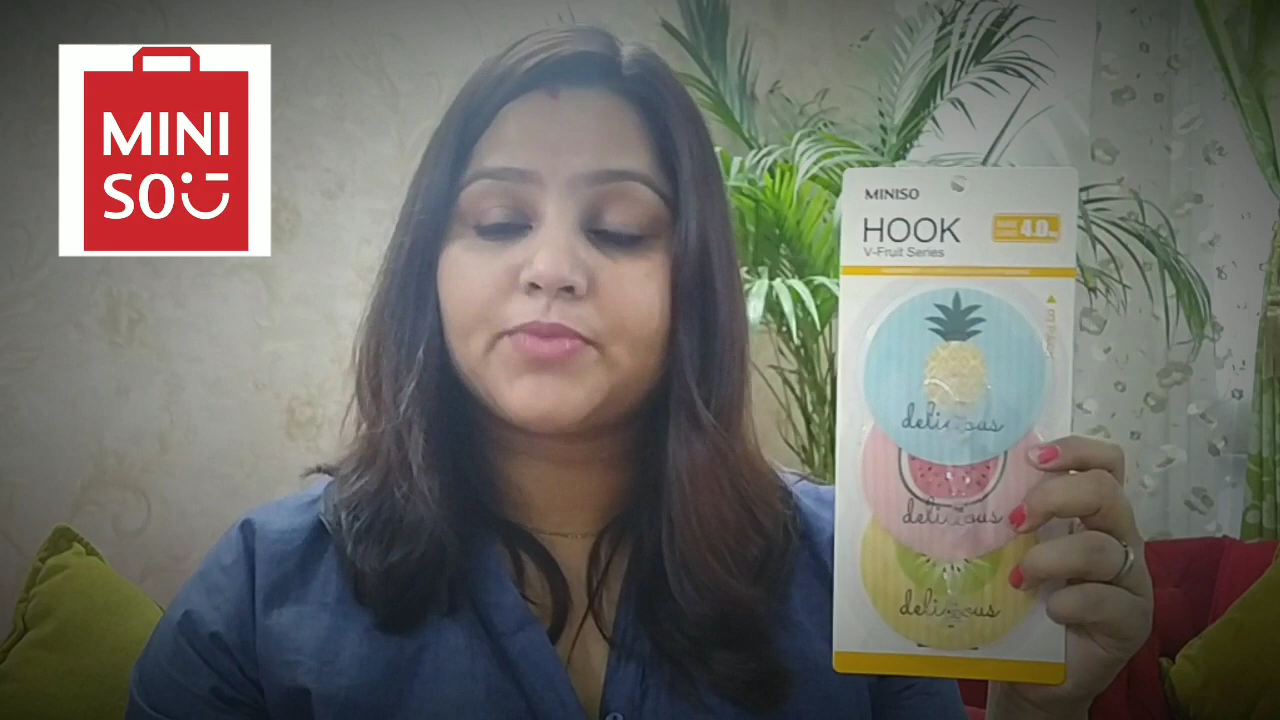 MINI
SO
MINISO
HOOK
V-Fruit Series
4.0
delicious
delicious
delicious